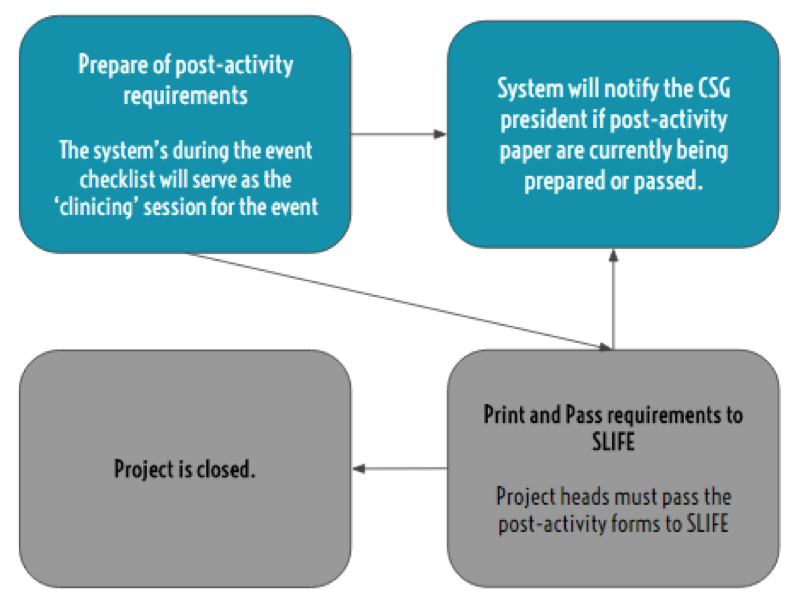 Prepare of post-activity
requirements
The system's during the event
checklist will serve as the
'clinicing' session for the event
System will notify the CSG
president if post-activity
paper are currently being
prepared or passed.
Project is closed.
Print and Pass requirements to
SLIFE
Project heads must pass the
post-activity forms to SLIFE